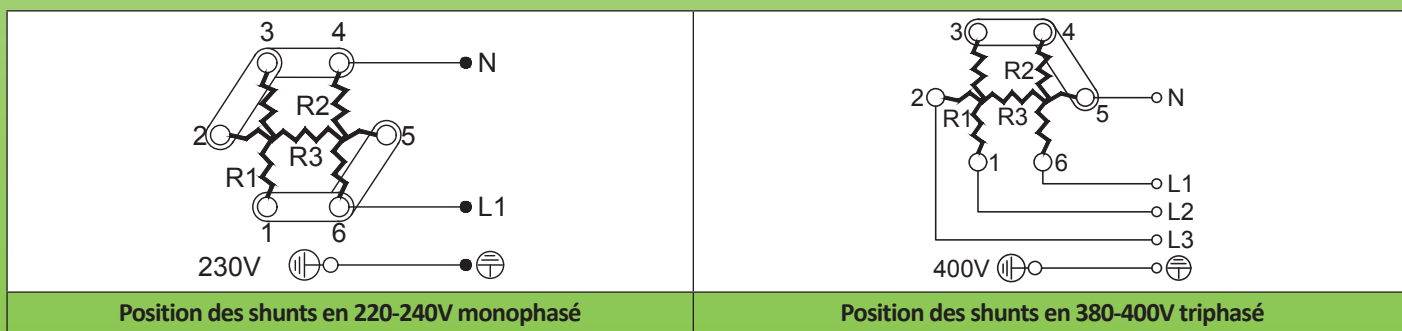 3 4
N
R2
2 5
R3
R1
L1
1 6
230V
Position des shunts en 220-240V monophasé
3 4
R2
2 N
R1 R3 5
1 6
L1
L2
L3
400V
Position des shunts en 380-400V triphasé